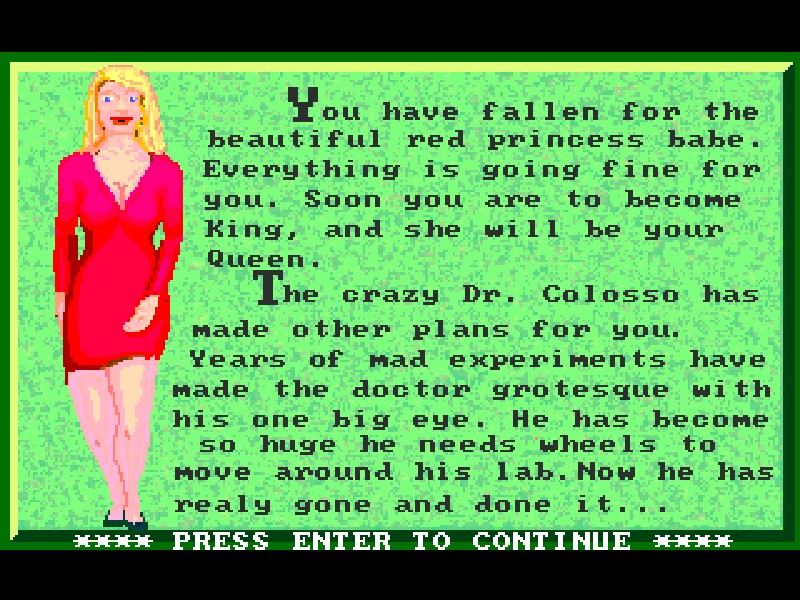 You have fallen for the
beautiful red princess babe.
Everything is going fine for
you. Soon you are to become
King, and she will be your
Queen.
The crazy Dr. Colosso has
made other plans for you.
Years of mad experiments have
made the doctor grotesque with
his one big eye. He has become
so huge he needs wheels to
move around his lab.Now he has
realy gone and done it...
**** PRESS ENTER TO CONTINUE ****